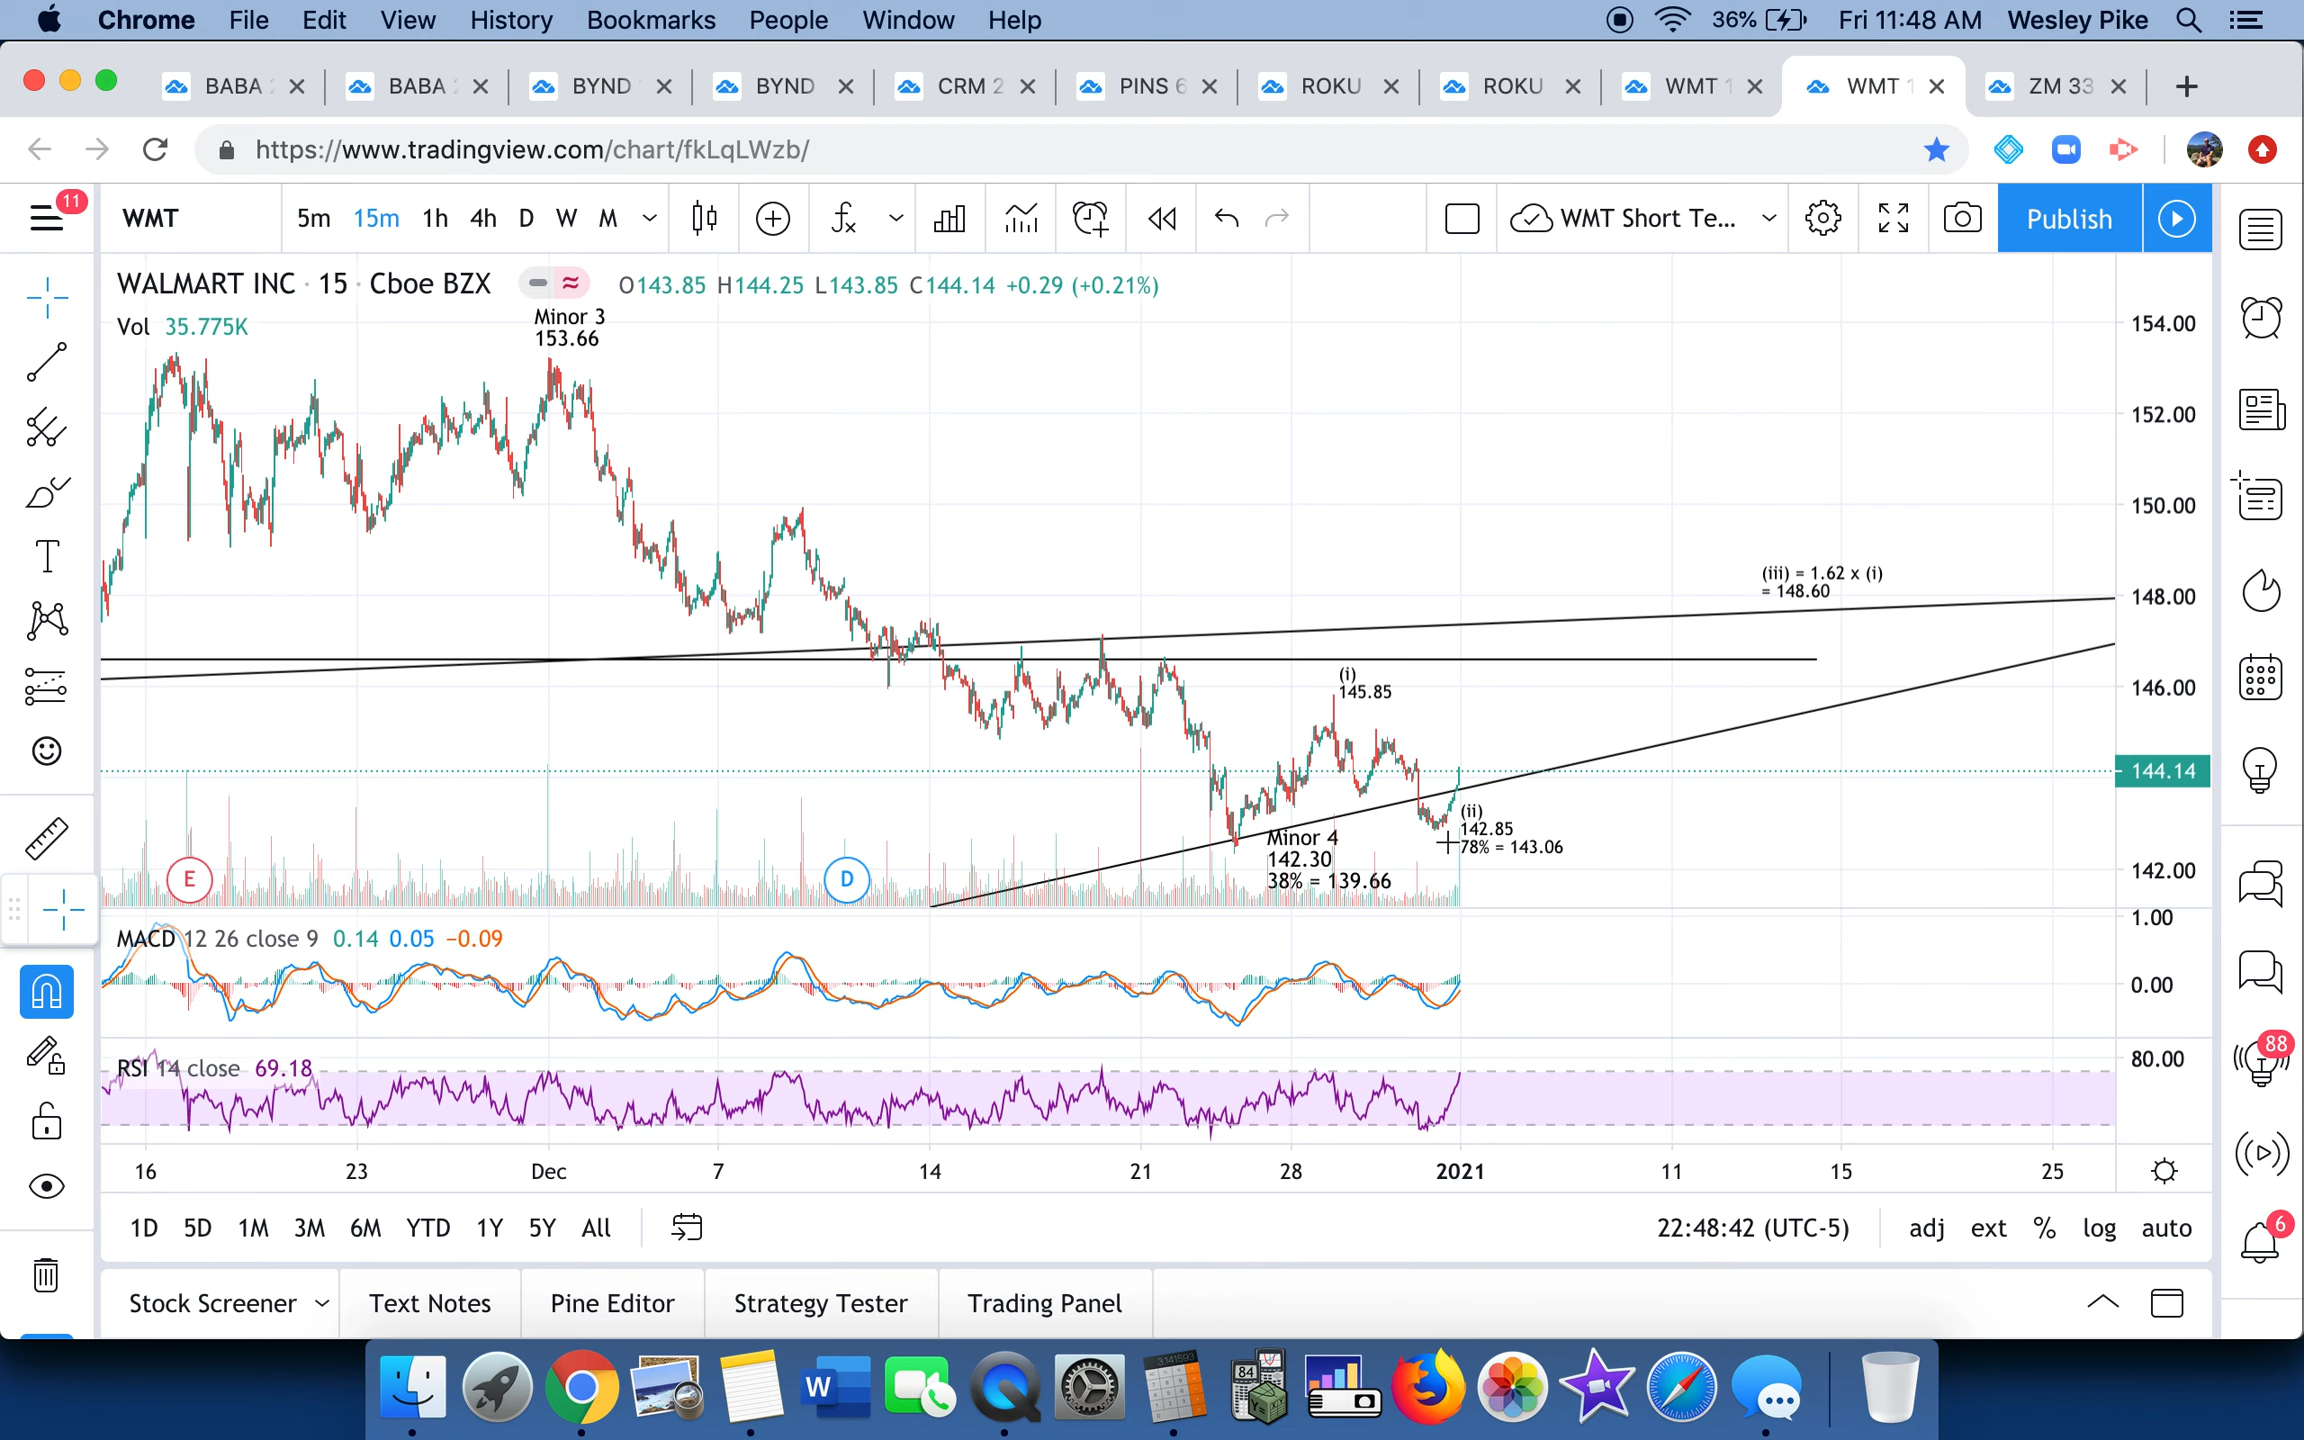 Chrome File Edit View History Bookmarks People Window Help 36% Fri 11:48 AM Wesley Pike
BABA BABA BYND BYND CRM 2 PINS 6 ROKU ROKU WMT 1 WMT 1 ZM 33
https://www.tradingview.com/chart/fkLqLWzb/
11 WMT 5m 15m 1h 4h D W M WMT Short Te... Publish
WALMART INC · 15 · Cboe BZX O143.85 H144.25 L143.85 C144.14 +0.29 (+0.21%)
Vol 35.775K
Minor 3
153.66
154.00
152.00
150.00
(iii) = 1.62 x (i)
= 148.60
148.00
(i)
145.85
146.00
144.14
(ii)
142.85
78% = 143.06
Minor 4
142.30
38% = 139.66
142.00
E
D
1.00
MACD 12 26 close 9 0.14 0.05 −0.09
0.00
RSI 14 close 69.18
80.00
88
16 23 Dec 7 14 21 28 2021 11 15 25
1D 5D 1M 3M 6M YTD 1Y 5Y All 22:48:42 (UTC-5) adj ext % log auto
6
Stock Screener Text Notes Pine Editor Strategy Tester Trading Panel
3.141593
84
W